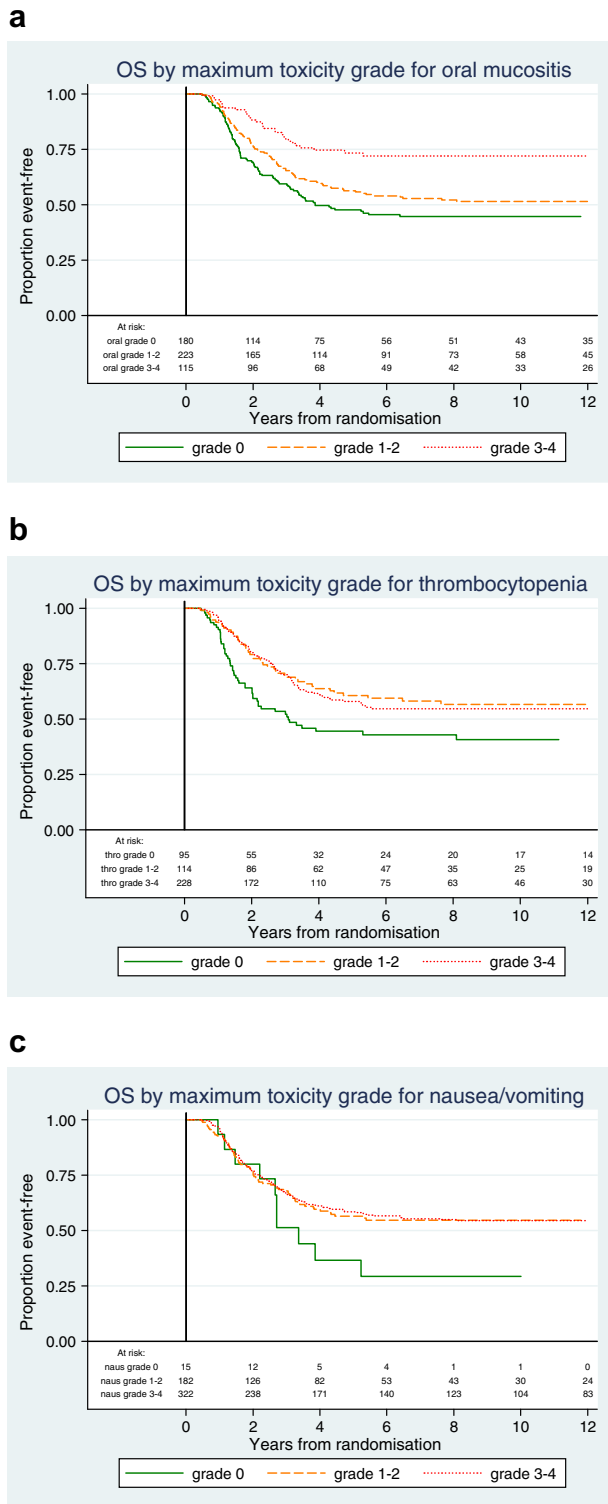 a
OS by maximum toxicity grade for oral mucositis
Proportion event-free
1.00
0.75
0.50
0.25
0.00
At risk:
oral grade 0 180 114 75 56 51 43 35
oral grade 1-2 223 165 114 91 73 58 45
oral grade 3-4 115 96 68 49 42 33 26
0 2 4 6 8 10 12
Years from randomisation
grade 0 grade 1-2 grade 3-4
b
OS by maximum toxicity grade for thrombocytopenia
Proportion event-free
1.00
0.75
0.50
0.25
0.00
At risk:
thro grade 0 95 55 32 24 20 17 14
thro grade 1-2 114 86 62 47 35 25 19
thro grade 3-4 228 172 110 75 63 46 30
0 2 4 6 8 10 12
Years from randomisation
grade 0 grade 1-2 grade 3-4
c
OS by maximum toxicity grade for nausea/vomiting
Proportion event-free
1.00
0.75
0.50
0.25
0.00
At risk:
naus grade 0 15 12 5 4 1 1 0
naus grade 1-2 182 126 82 53 43 30 24
naus grade 3-4 322 238 171 140 123 104 83
0 2 4 6 8 10 12
Years from randomisation
grade 0 grade 1-2 grade 3-4